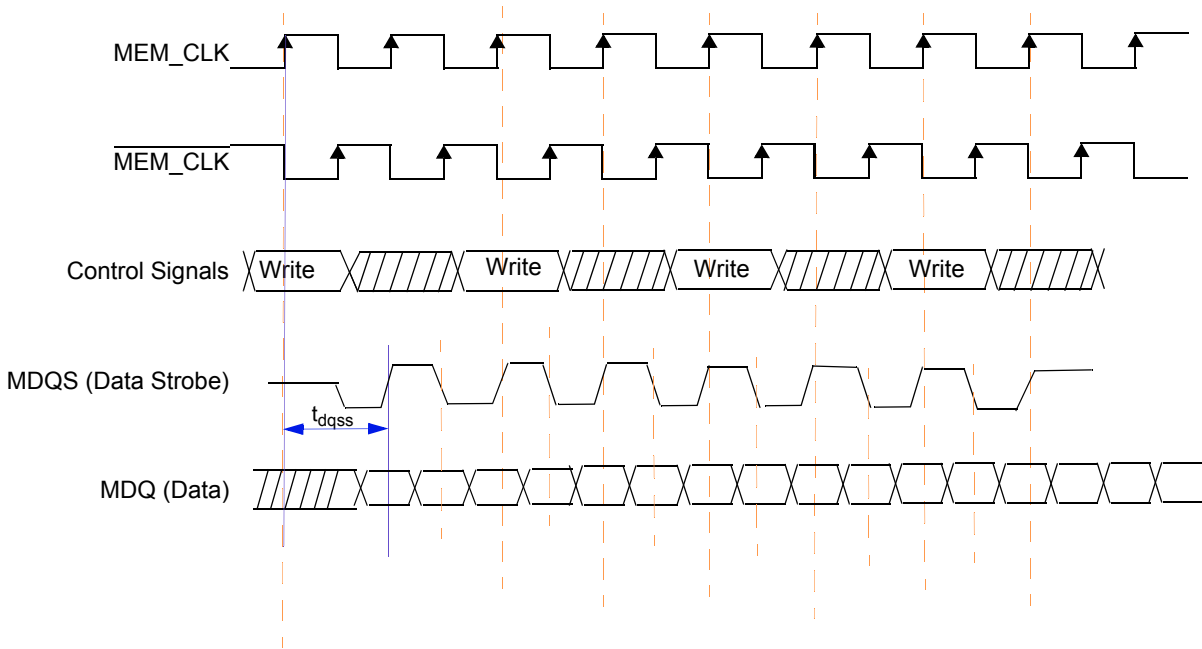 MEM_CLK
MEM_CLK
Control Signals Write Write Write Write
MDQS (Data Strobe)
tdqss
MDQ (Data)